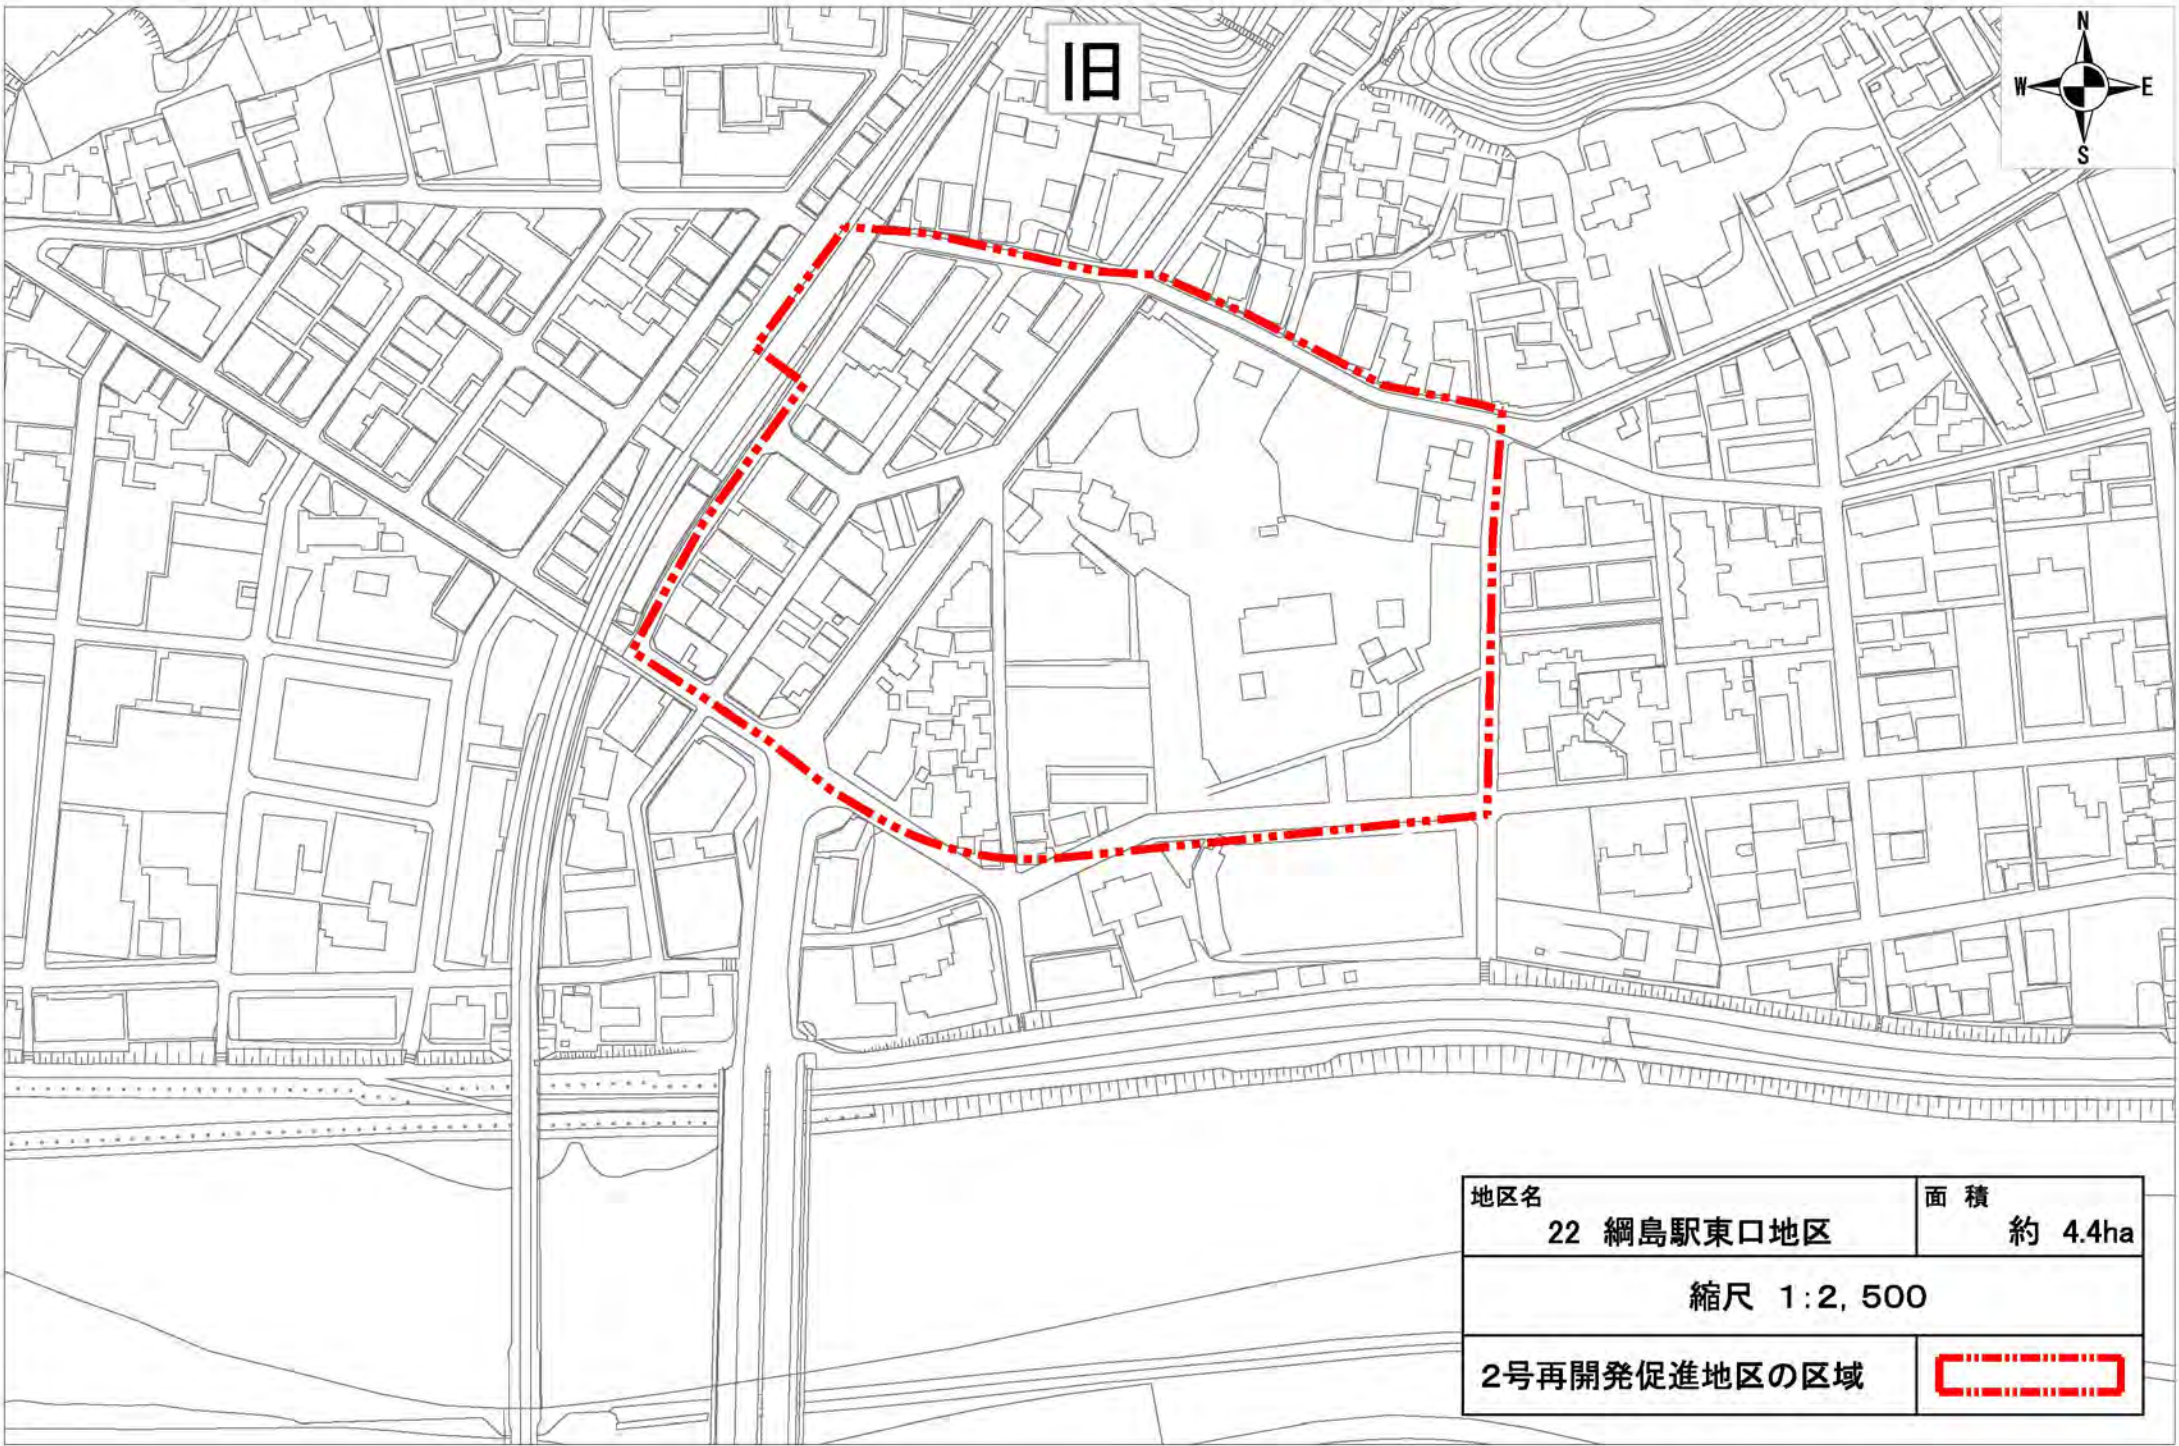 旧
N
W E
S
地区名
22 綱島駅東口地区
面 積
約 4.4ha
縮尺 1:2,500
2号再開発促進地区の区域